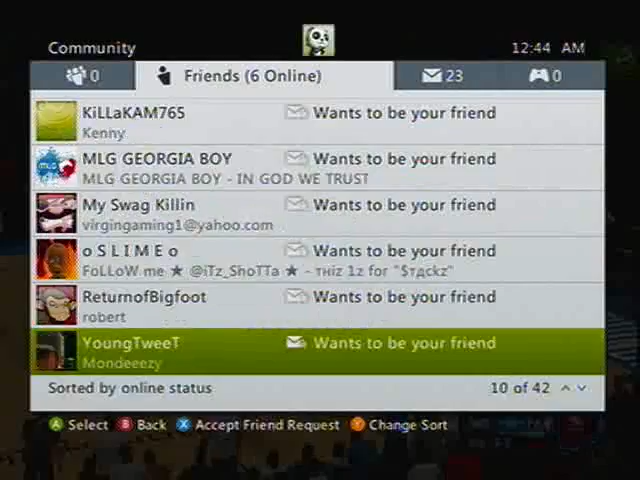 Community
12:44 AM
0
Friends (6 Online)
23
0
KiLLaKAM765
Wants to be your friend
Kenny
MLG GEORGIA BOY
Wants to be your friend
MLG GEORGIA BOY - IN GOD WE TRUST
My Swag Killin
Wants to be your friend
virgingaming1@yahoo.com
o S L I M E o
Wants to be your friend
FoLLoW me ★ @iTz_ShoTTa ★ - тнiz 1z for "$тдckz"
ReturnofBigfoot
Wants to be your friend
robert
YoungTweeT
Wants to be your friend
Mondeeezy
Sorted by online status
10 of 42
A Select B Back X Accept Friend Request Y Change Sort